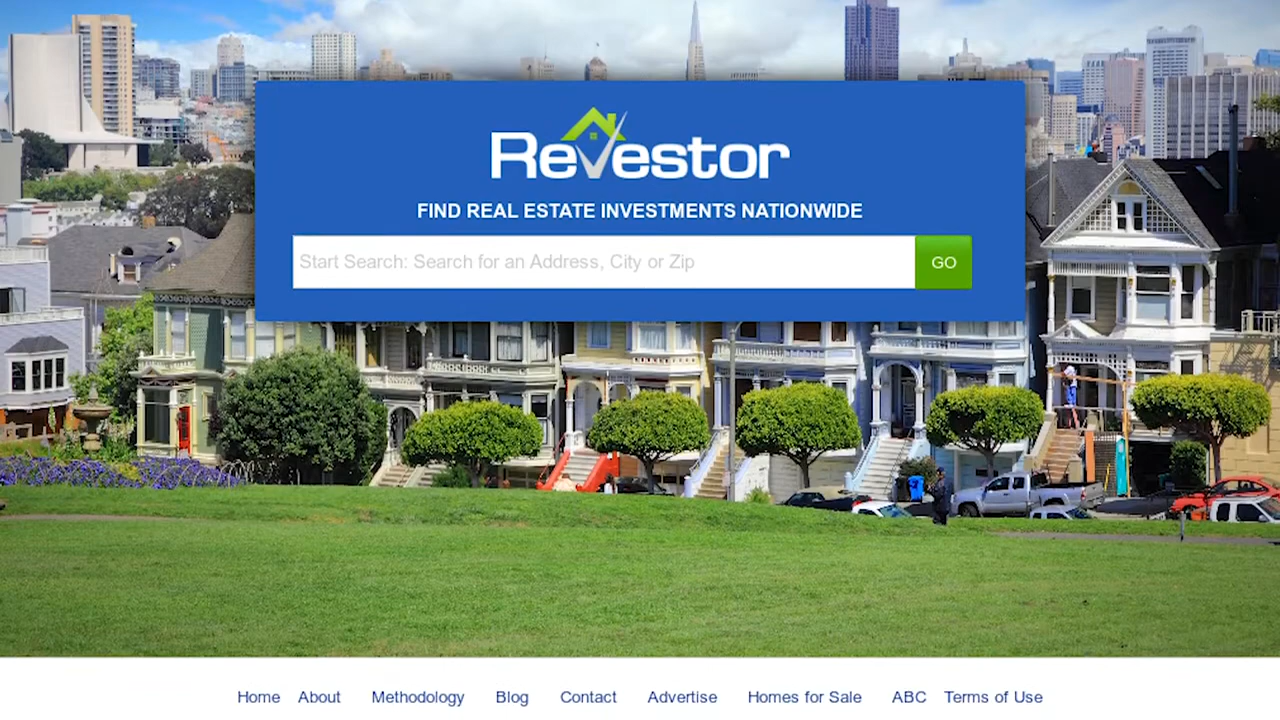 Revestor
FIND REAL ESTATE INVESTMENTS NATIONWIDE
Start Search: Search for an Address, City or Zip
GO
Home About Methodology Blog Contact Advertise Homes for Sale ABC Terms of Use